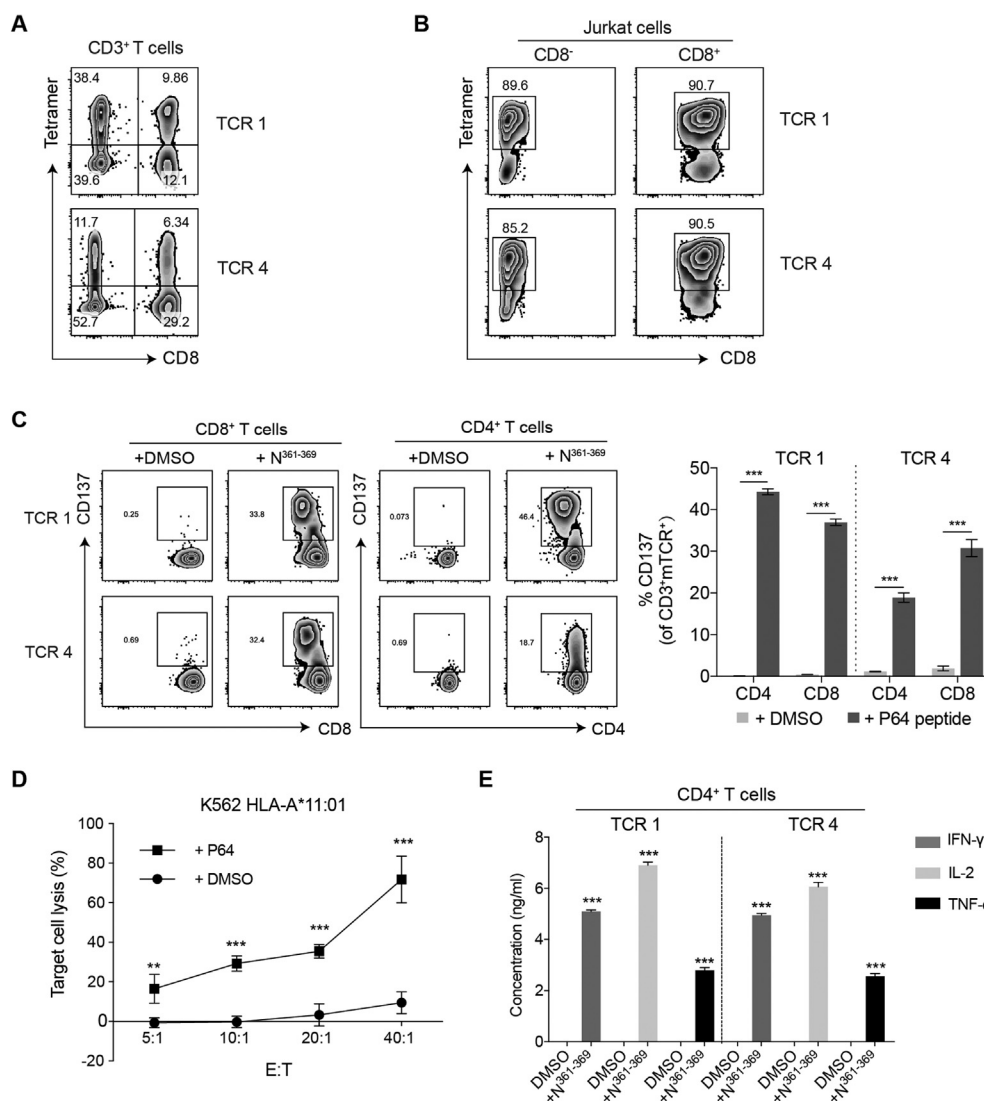 A
CD3+ T cells
Tetramer
38.4
9.86
39.6
12.1
TCR 1
11.7
6.34
52.7
29.2
TCR 4
CD8
B
Jurkat cells
CD8-
CD8+
Tetramer
89.6
90.7
TCR 1
85.2
90.5
TCR 4
CD8
C
CD8+ T cells
CD4+ T cells
+DMSO
+ N361-369
+DMSO
+ N361-369
TCR 1
CD137
0.25
33.8
CD137
0.073
46.4
TCR 4
0.69
32.4
0.69
18.7
CD8
CD4
TCR 1
TCR 4
% CD137
(of CD3+mTCR+)
50
40
30
20
10
0
***
***
***
***
CD4
CD8
CD4
CD8
+ DMSO
+ P64 peptide
D
K562 HLA-A*11:01
Target cell lysis (%)
100
80
60
40
20
0
-20
+ P64
+ DMSO
**
***
***
***
5:1
10:1
20:1
40:1
E:T
E
CD4+ T cells
TCR 1
TCR 4
Concentration (ng/ml)
8
6
4
2
0
***
***
***
***
***
***
DMSO
+N361-369
DMSO
+N361-369
DMSO
+N361-369
DMSO
+N361-369
DMSO
+N361-369
DMSO
+N361-369
IFN-γ
IL-2